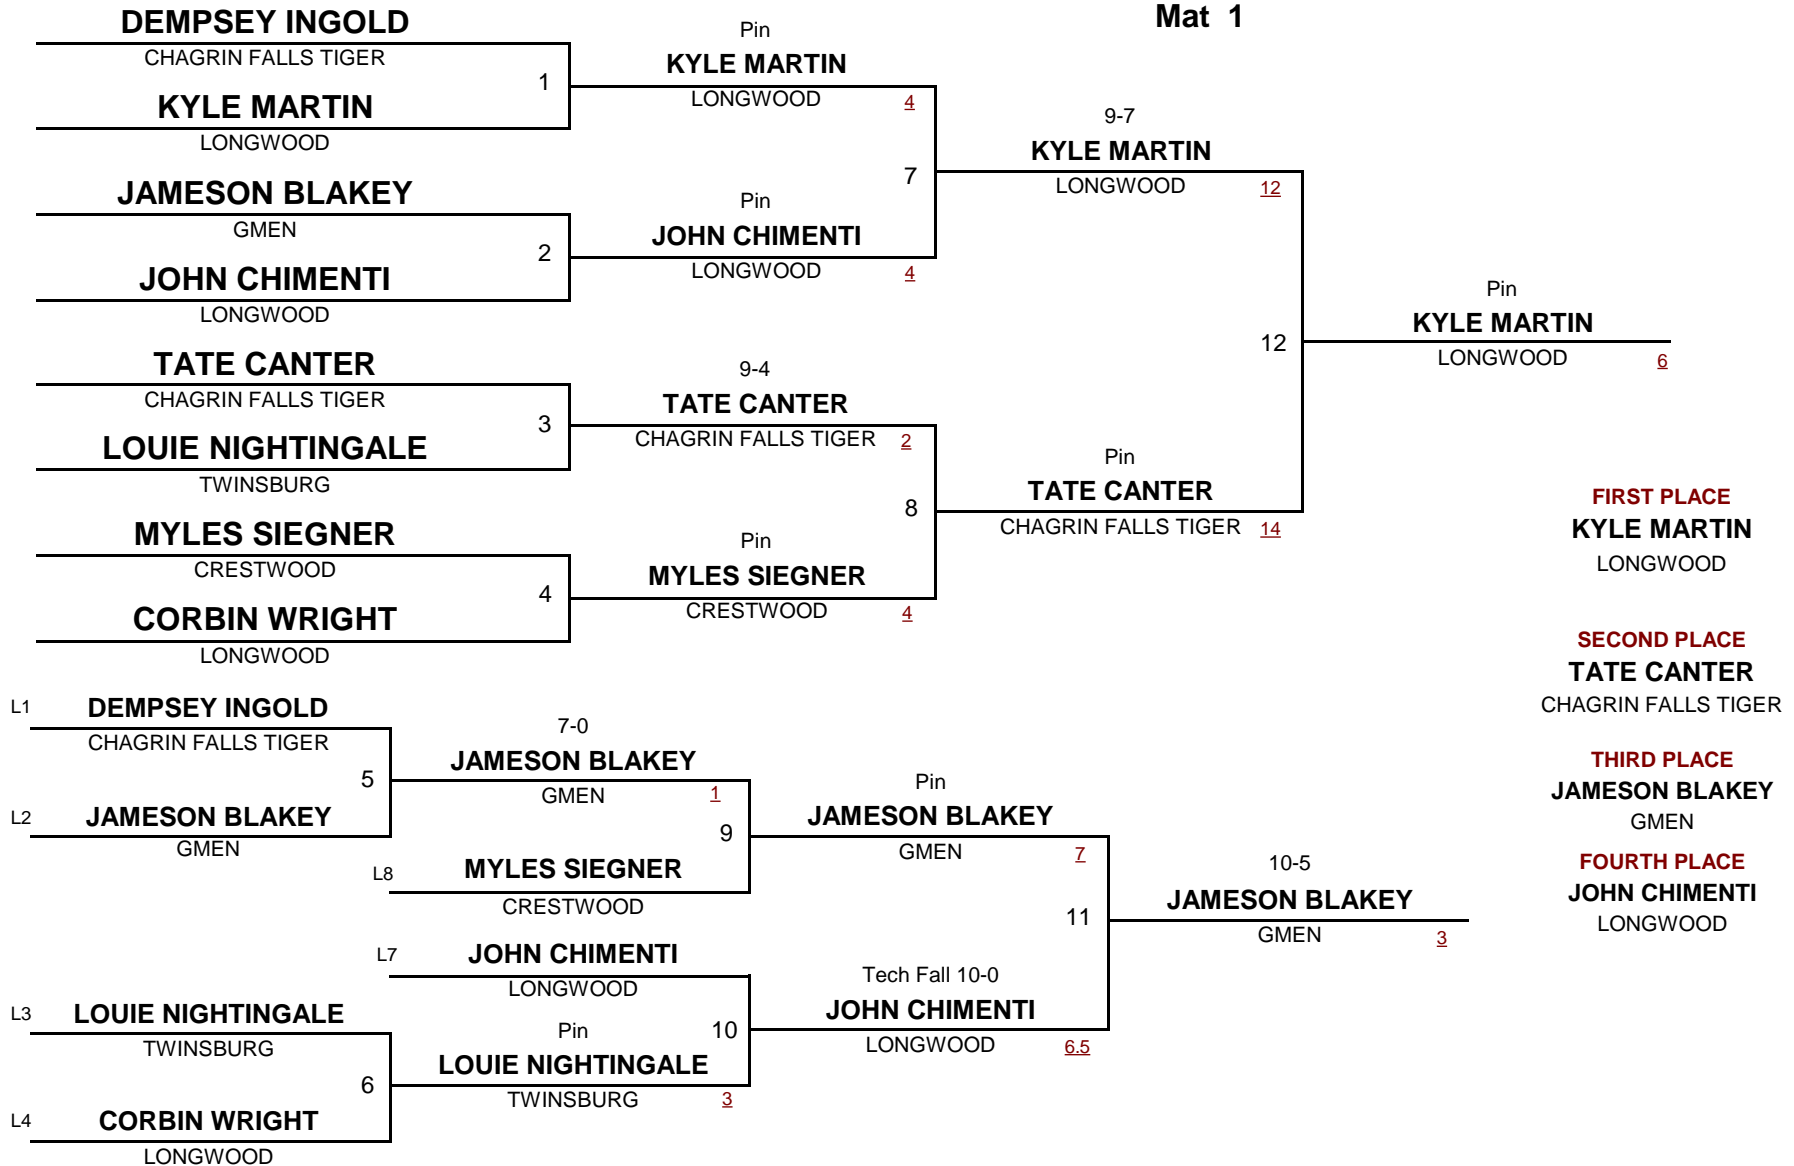 Mat 1
DEMPSEY INGOLD
CHAGRIN FALLS TIGER
1
KYLE MARTIN
LONGWOOD
Pin
KYLE MARTIN
LONGWOOD 4
JAMESON BLAKEY
GMEN
2
JOHN CHIMENTI
LONGWOOD
7
Pin
JOHN CHIMENTI
LONGWOOD 4
9-7
KYLE MARTIN
LONGWOOD 12
TATE CANTER
CHAGRIN FALLS TIGER
3
LOUIE NIGHTINGALE
TWINSBURG
9-4
TATE CANTER
CHAGRIN FALLS TIGER 2
MYLES SIEGNER
CRESTWOOD
4
CORBIN WRIGHT
LONGWOOD
8
Pin
MYLES SIEGNER
CRESTWOOD 4
Pin
TATE CANTER
CHAGRIN FALLS TIGER 14
12
Pin
KYLE MARTIN
LONGWOOD 6
FIRST PLACE
KYLE MARTIN
LONGWOOD
SECOND PLACE
TATE CANTER
CHAGRIN FALLS TIGER
THIRD PLACE
JAMESON BLAKEY
GMEN
FOURTH PLACE
JOHN CHIMENTI
LONGWOOD
L1 DEMPSEY INGOLD
CHAGRIN FALLS TIGER
5
L2 JAMESON BLAKEY
GMEN
7-0
JAMESON BLAKEY
GMEN 1
9
L8 MYLES SIEGNER
CRESTWOOD
Pin
JAMESON BLAKEY
GMEN 7
L7 JOHN CHIMENTI
LONGWOOD
L3 LOUIE NIGHTINGALE
TWINSBURG
6
L4 CORBIN WRIGHT
LONGWOOD
Pin
10
LOUIE NIGHTINGALE
TWINSBURG 3
Tech Fall 10-0
JOHN CHIMENTI
LONGWOOD 6.5
11
10-5
JAMESON BLAKEY
GMEN 3